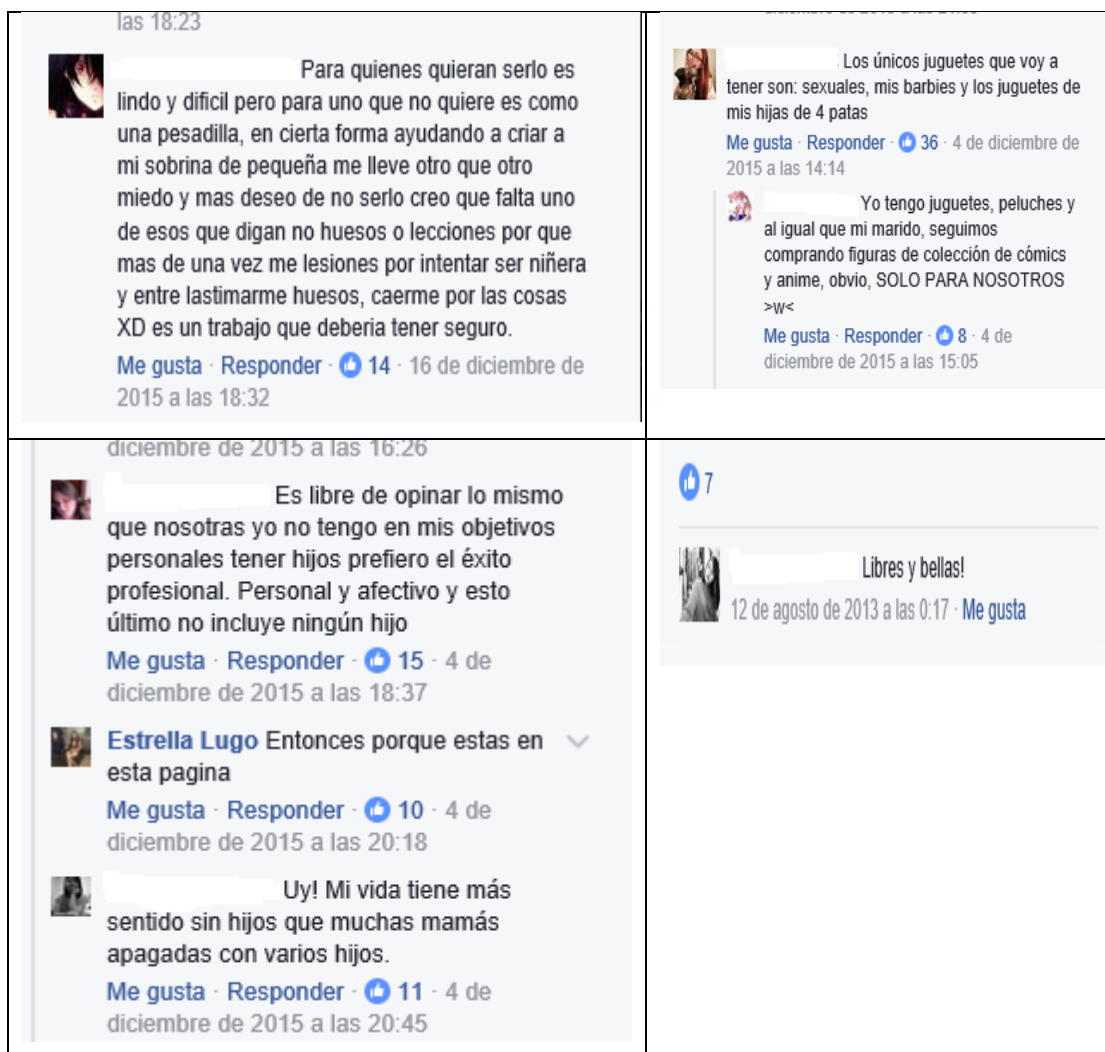 las 18:23
Para quienes quieran serlo es
lindo y dificil pero para uno que no quiere es como
una pesadilla, en cierta forma ayudando a criar a
mi sobrina de pequeña me lleve otro que otro
miedo y mas deseo de no serlo creo que falta uno
de esos que digan no huesos o lecciones por que
mas de una vez me lesiones por intentar ser niñera
y entre lastimarme huesos, caerme por las cosas
XD es un trabajo que deberia tener seguro.
Me gusta · Responder · 14 · 16 de diciembre de
2015 a las 18:32
Los únicos juguetes que voy a
tener son: sexuales, mis barbies y los juguetes de
mis hijas de 4 patas
Me gusta · Responder · 36 · 4 de diciembre de
2015 a las 14:14
Yo tengo juguetes, peluches y
al igual que mi marido, seguimos
comprando figuras de colección de cómics
y anime, obvio, SOLO PARA NOSOTROS
>w<
Me gusta · Responder · 8 · 4 de
diciembre de 2015 a las 15:05
diciembre de 2015 a las 16:26
Es libre de opinar lo mismo
que nosotras yo no tengo en mis objetivos
personales tener hijos prefiero el éxito
profesional. Personal y afectivo y esto
último no incluye ningún hijo
Me gusta · Responder · 15 · 4 de
diciembre de 2015 a las 18:37
Estrella Lugo Entonces porque estas en
esta pagina
Me gusta · Responder · 10 · 4 de
diciembre de 2015 a las 20:18
Uy! Mi vida tiene más
sentido sin hijos que muchas mamás
apagadas con varios hijos.
Me gusta · Responder · 11 · 4 de
diciembre de 2015 a las 20:45
7
Libres y bellas!
12 de agosto de 2013 a las 0:17 · Me gusta